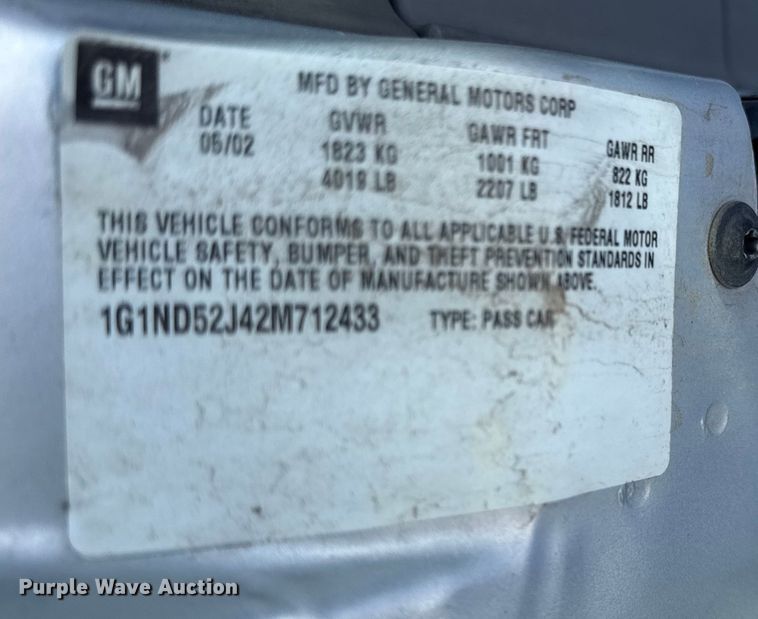 GM
MFD BY GENERAL MOTORS CORP
DATE GVWR GAWR FRT GAWR RR
06/02 1823 KG 1001 KG 822 KG
4019 LB 2207 LB 1812 LB
THIS VEHICLE CONFORMS TO ALL APPLICABLE U.S. FEDERAL MOTOR
VEHICLE SAFETY, BUMPER, AND THEFT PREVENTION STANDARDS IN
EFFECT ON THE DATE OF MANUFACTURE SHOWN ABOVE.
1G1ND52J42M712433 TYPE: PASS CAR
Purple Wave Auction